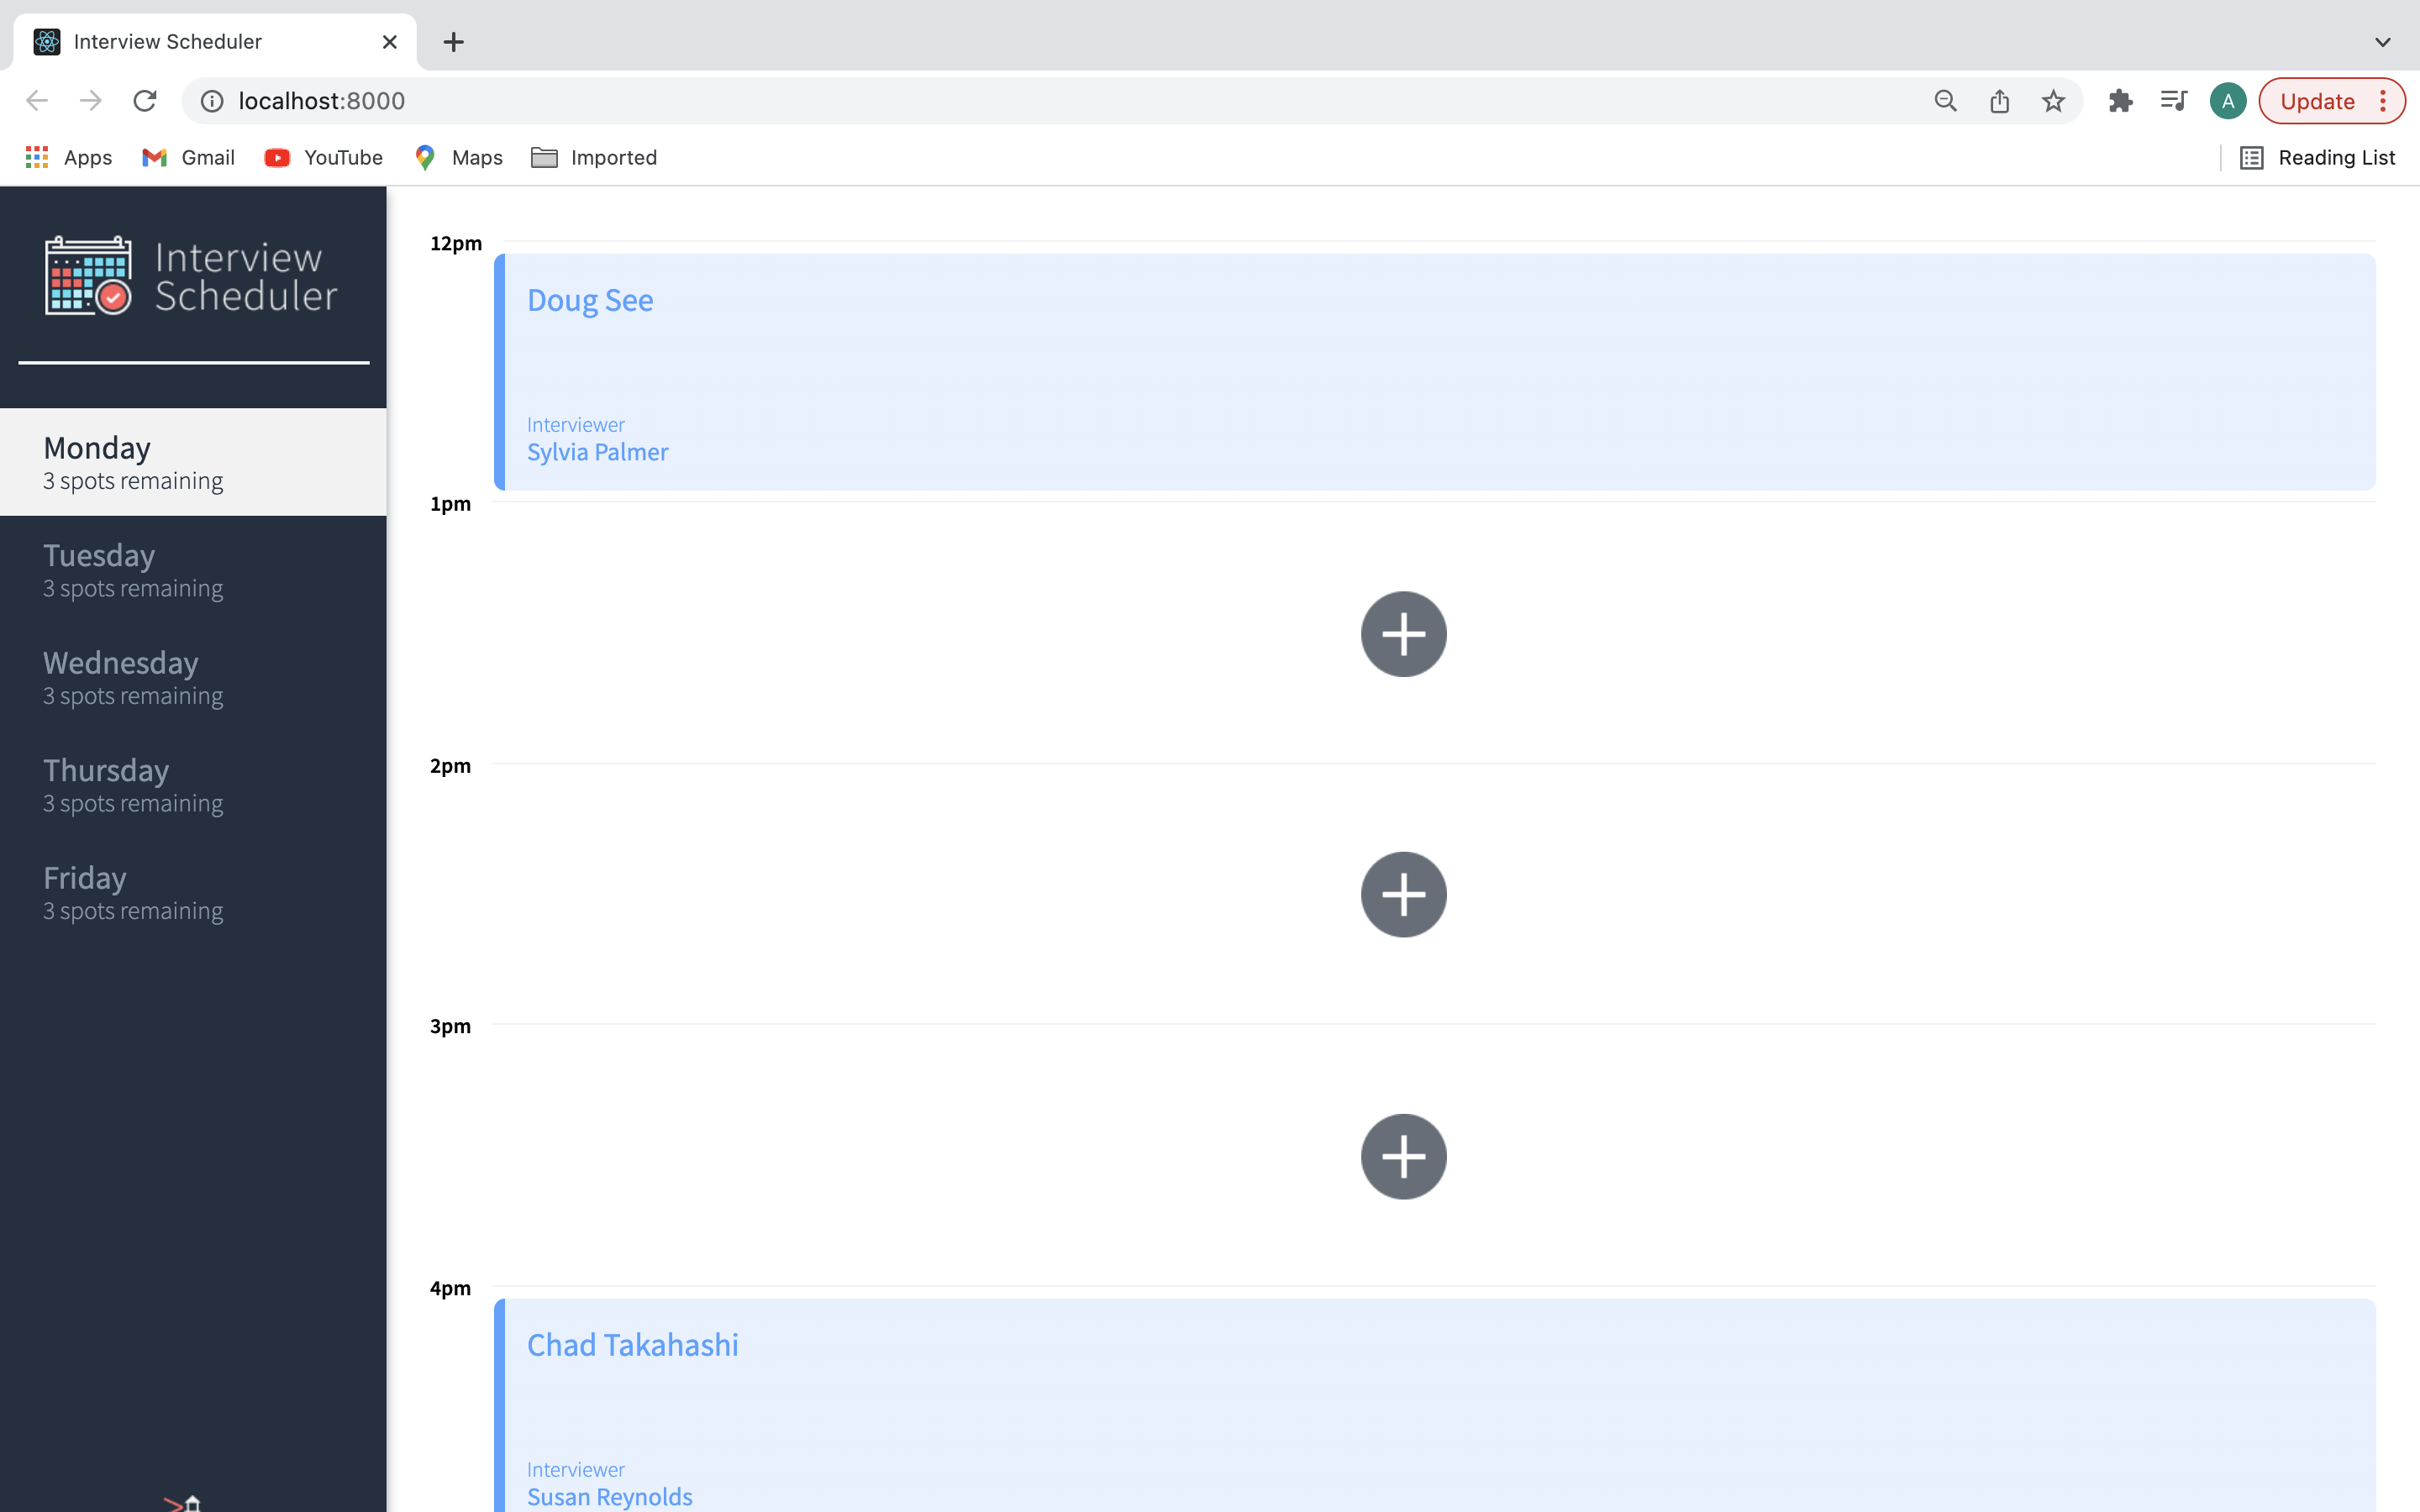 Interview Scheduler
localhost:8000
A
Update
Apps
Gmail
YouTube
Maps
Imported
Reading List
Interview
Scheduler
Monday
3 spots remaining
Tuesday
3 spots remaining
Wednesday
3 spots remaining
Thursday
3 spots remaining
Friday
3 spots remaining
12pm
Doug See
Interviewer
Sylvia Palmer
1pm
2pm
3pm
4pm
Chad Takahashi
Interviewer
Susan Reynolds